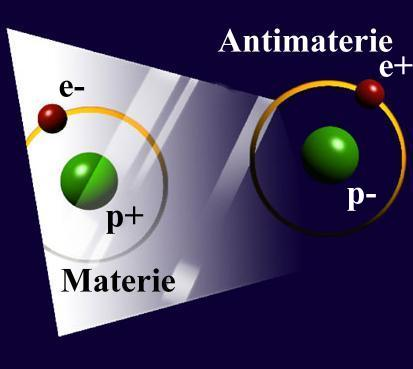 Antimaterie
e+
e-
p-
p+
Materie